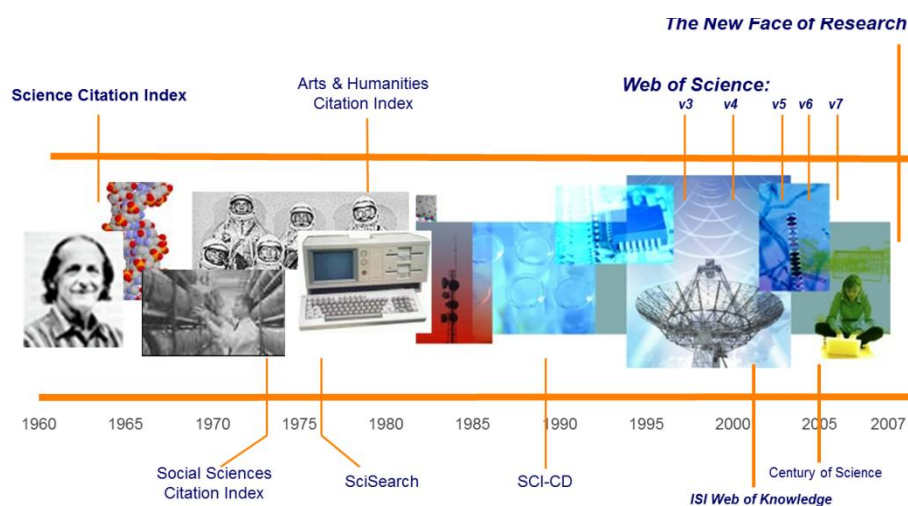 The New Face of Research
Arts & Humanities
Citation Index
Science Citation Index
Web of Science:
v3 v4 v5 v6 v7
1960 1965 1970 1975 1980 1985 1990 1995 2000 2005 2007
Social Sciences
Citation Index
SciSearch
SCI-CD
Century of Science
ISI Web of Knowledge